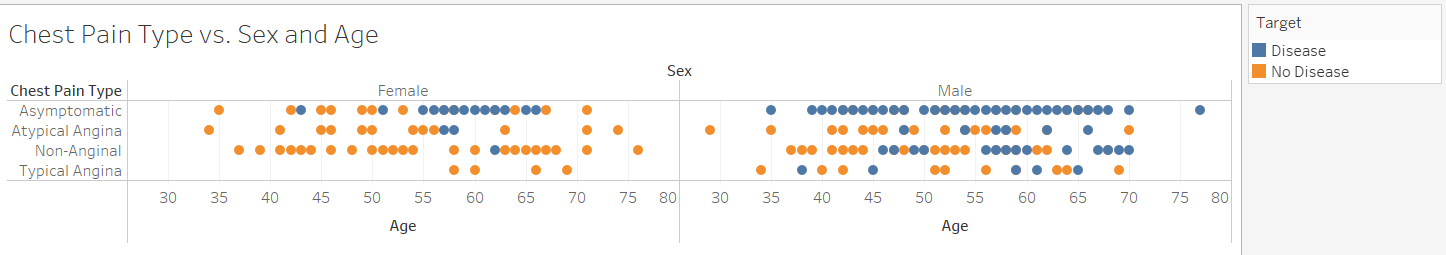 Chest Pain Type vs. Sex and Age
Target
Disease
No Disease
Sex
Chest Pain Type
Female
Male
Asymptomatic
Atypical Angina
Non-Anginal
Typical Angina
30 35 40 45 50 55 60 65 70 75 80
30 35 40 45 50 55 60 65 70 75 80
Age
Age